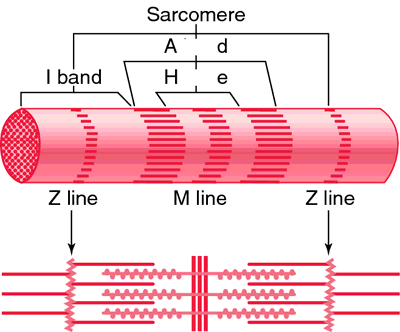 Sarcomere
A d
I band H e
Z line M line Z line